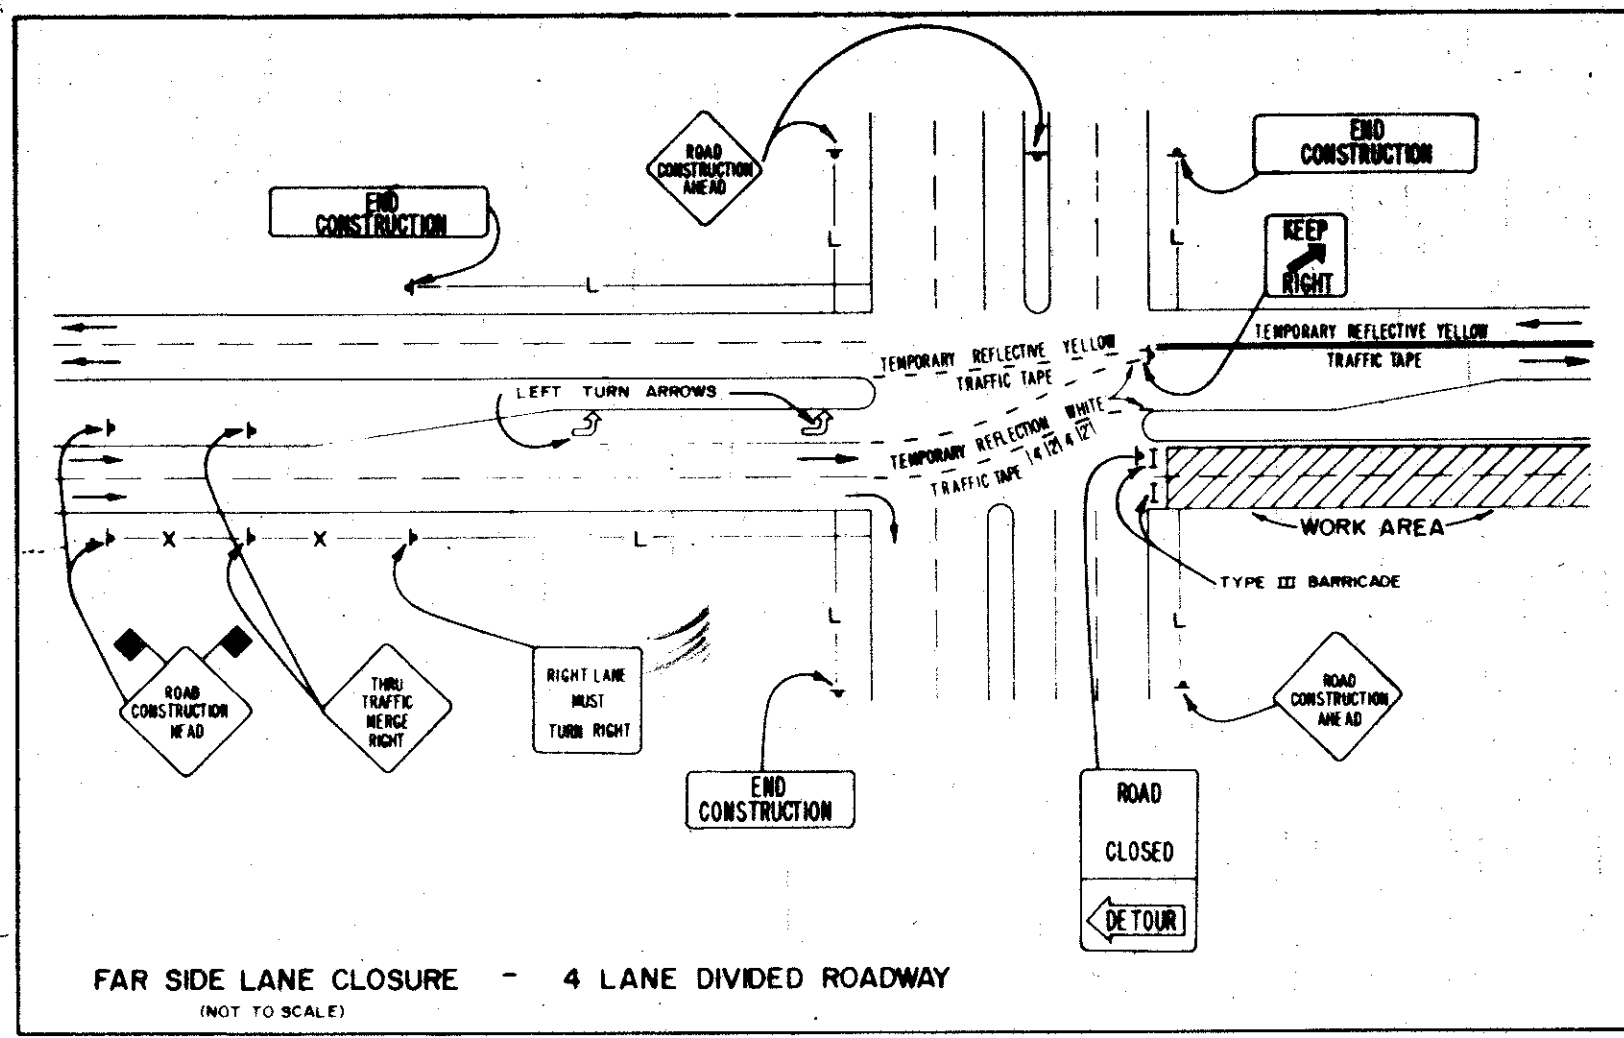 ROAD
CONSTRUCTION
AHEAD
END
CONSTRUCTION
END
CONSTRUCTION
L
L
L
KEEP
RIGHT
TEMPORARY REFLECTIVE YELLOW
TRAFFIC TAPE
TEMPORARY REFLECTIVE YELLOW
TRAFFIC TAPE
LEFT TURN ARROWS
TEMPORARY REFLECTION WHITE
TRAFFIC TAPE
X
X
L
WORK AREA
TYPE III BARRICADE
L
L
ROAD
CONSTRUCTION
HEAD
THRU
TRAFFIC
MERGE
RIGHT
RIGHT LANE
MUST
TURN RIGHT
END
CONSTRUCTION
ROAD
CONSTRUCTION
AHEAD
ROAD
CLOSED
DETOUR
FAR SIDE LANE CLOSURE - 4 LANE DIVIDED ROADWAY
(NOT TO SCALE)